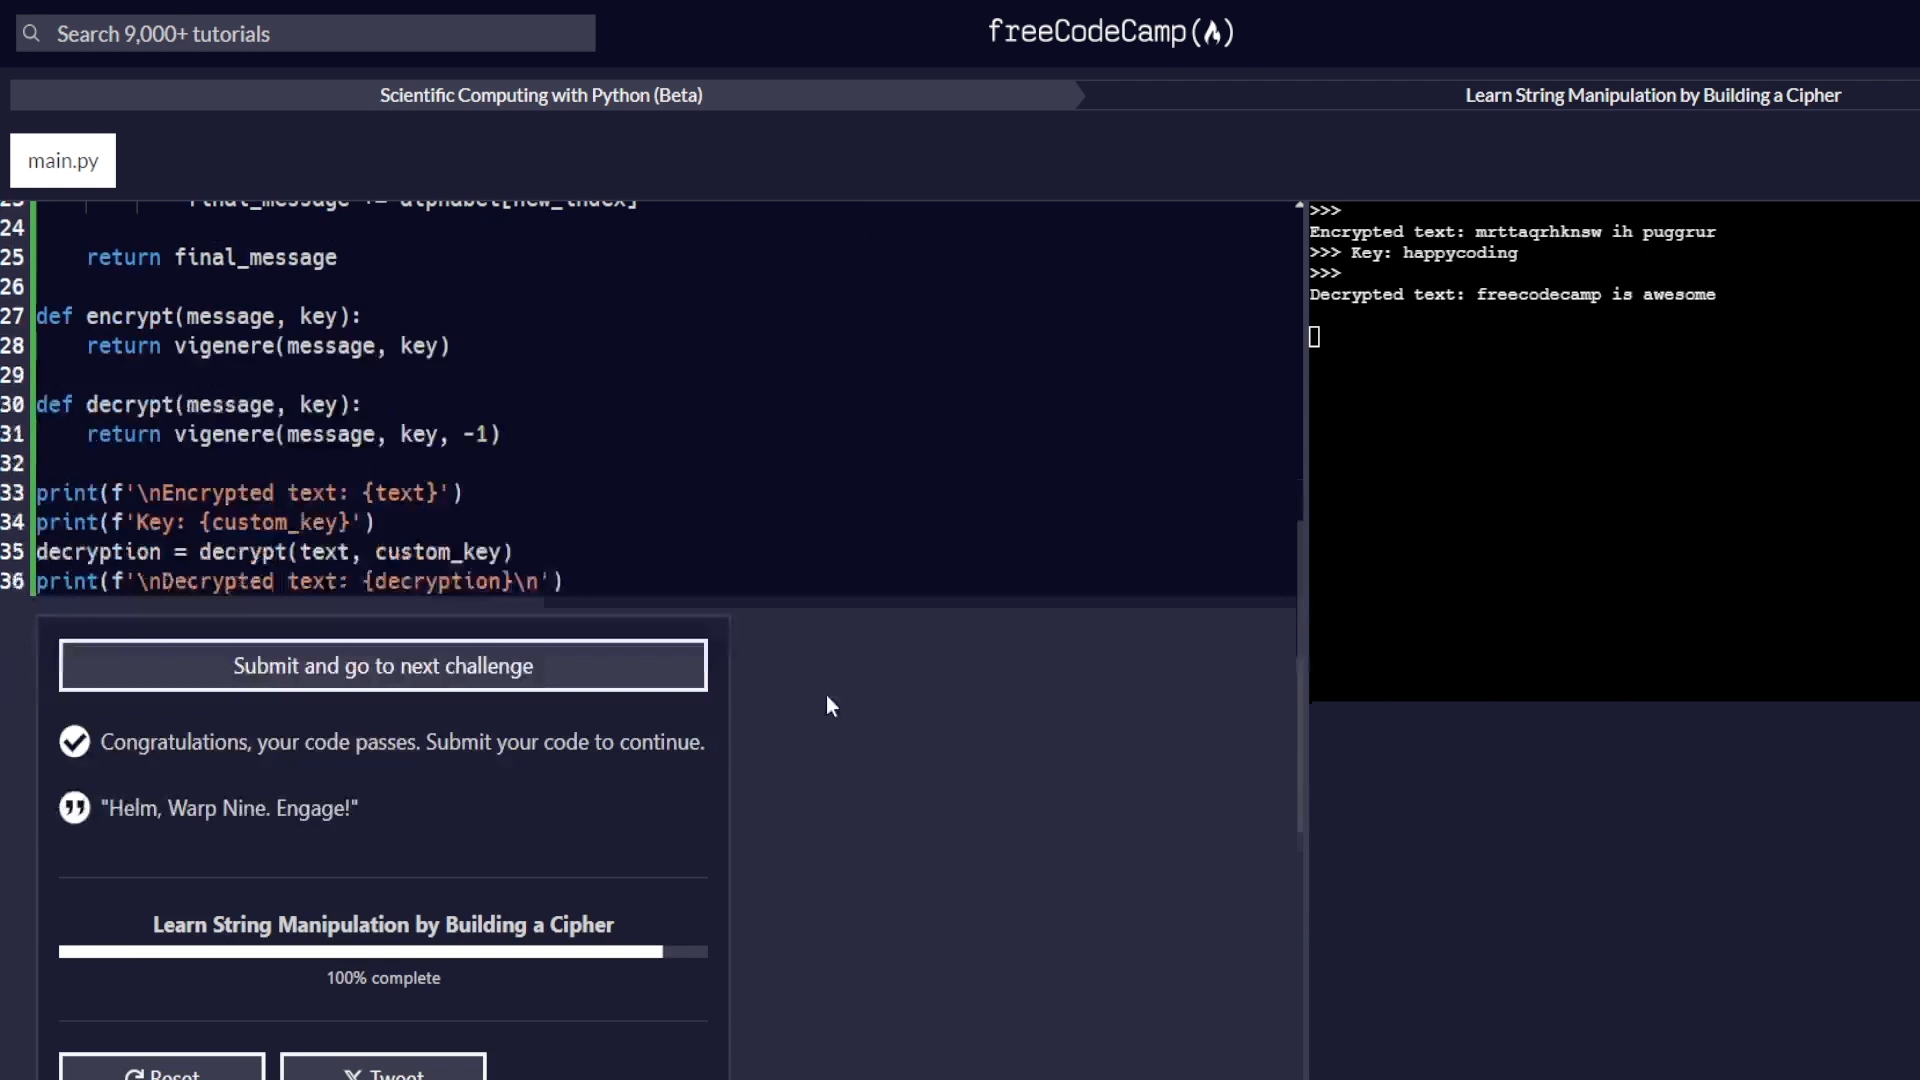 Search 9,000+ tutorials
freeCodeCamp
Scientific Computing with Python (Beta)
Learn String Manipulation by Building a Cipher
main.py
23 final_message += alphabet[new_index]
24
25 return final_message
26
27 def encrypt(message, key):
28 return vigenere(message, key)
29
30 def decrypt(message, key):
31 return vigenere(message, key, -1)
32
33 print(f'\nEncrypted text: {text}')
34 print(f'Key: {custom_key}')
35 decryption = decrypt(text, custom_key)
36 print(f'\nDecrypted text: {decryption}\n')
>>>
Encrypted text: mrttaqrhknsw ih puggrur
>>> Key: happycoding
>>>
Decrypted text: freecodecamp is awesome
Submit and go to next challenge
Congratulations, your code passes. Submit your code to continue.
"Helm, Warp Nine. Engage!"
Learn String Manipulation by Building a Cipher
100% complete
Reset
Tweet